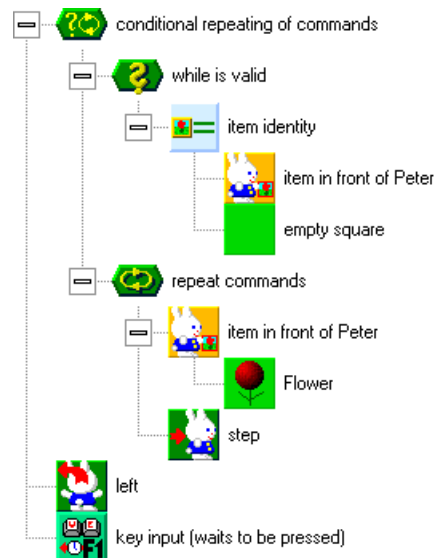 conditional repeating of commands
while is valid
item identity
item in front of Peter
empty square
repeat commands
item in front of Peter
Flower
step
left
key input (waits to be pressed)
F1